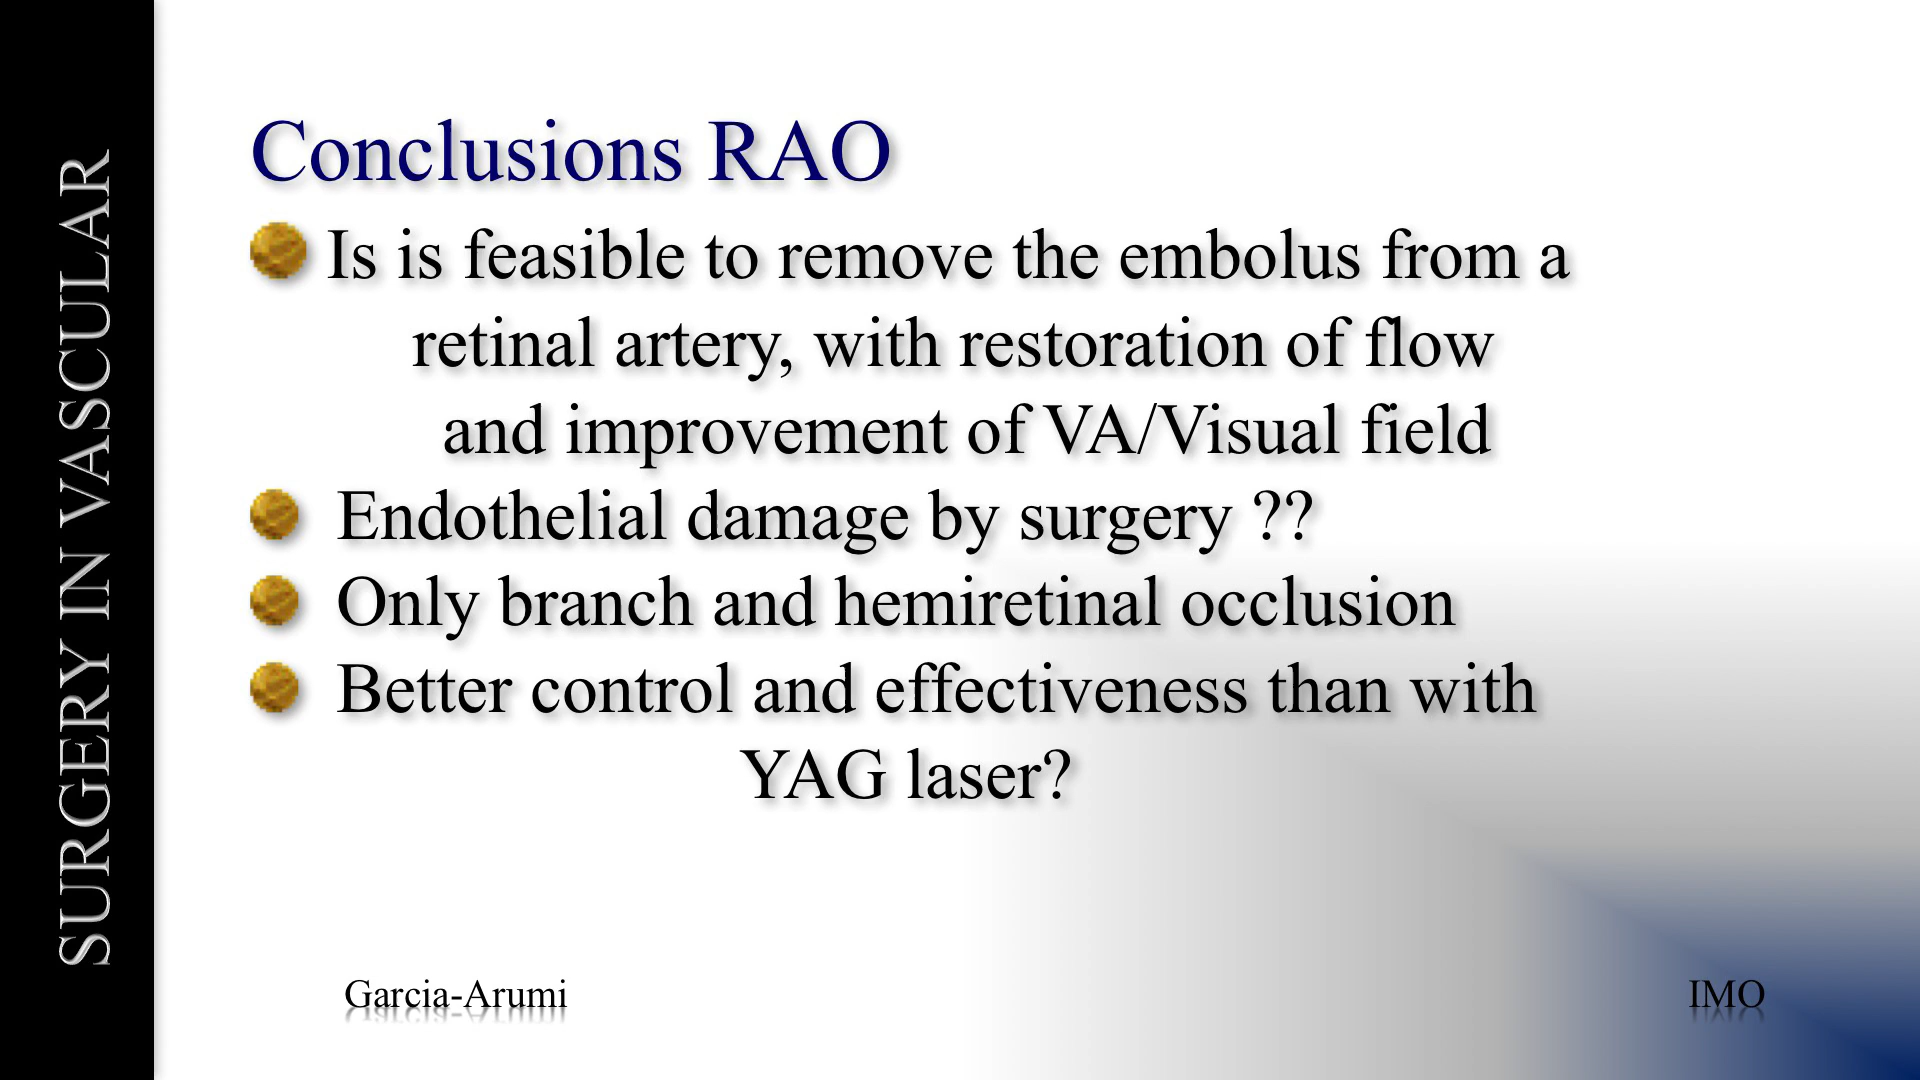 SURGERY IN VASCULAR
Conclusions RAO
Is is feasible to remove the embolus from a
retinal artery, with restoration of flow
and improvement of VA/Visual field
Endothelial damage by surgery ??
Only branch and hemiretinal occlusion
Better control and effectiveness than with
YAG laser?
Garcia-Arumi
IMO